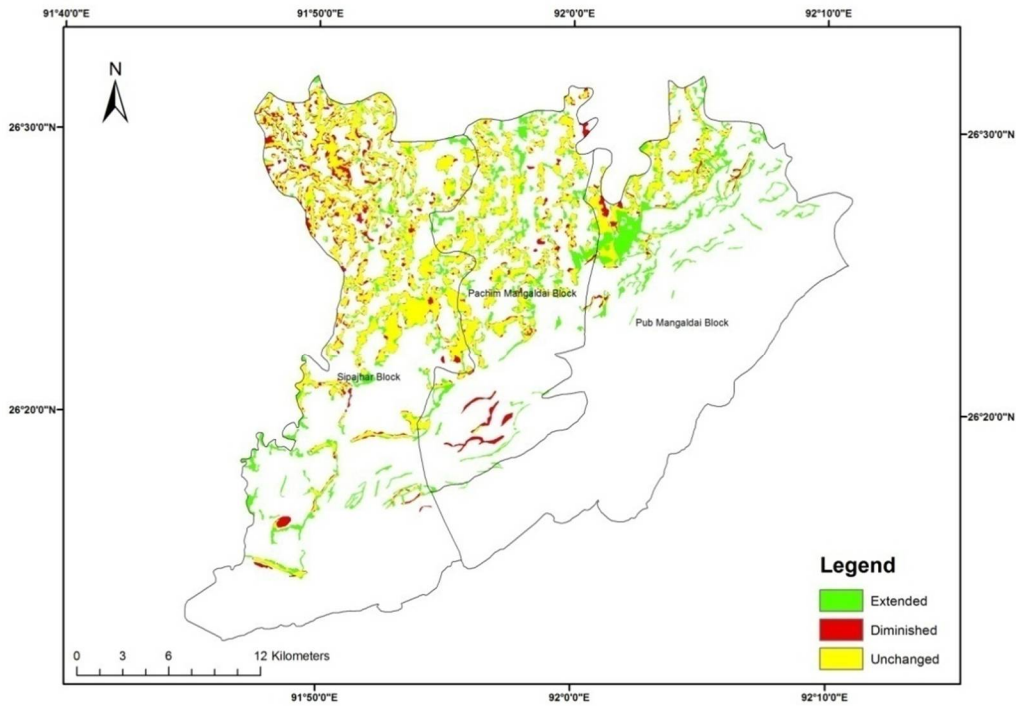 91°40'0"E 91°50'0"E 92°0'0"E 92°10'0"E
N
26°30'0"N 26°30'0"N
Pachim Mangaldai Block
Pub Mangaldai Block
Sipajhar Block
26°20'0"N 26°20'0"N
Legend
Extended
Diminished
Unchanged
0 3 6 12 Kilometers
91°50'0"E 92°0'0"E 92°10'0"E